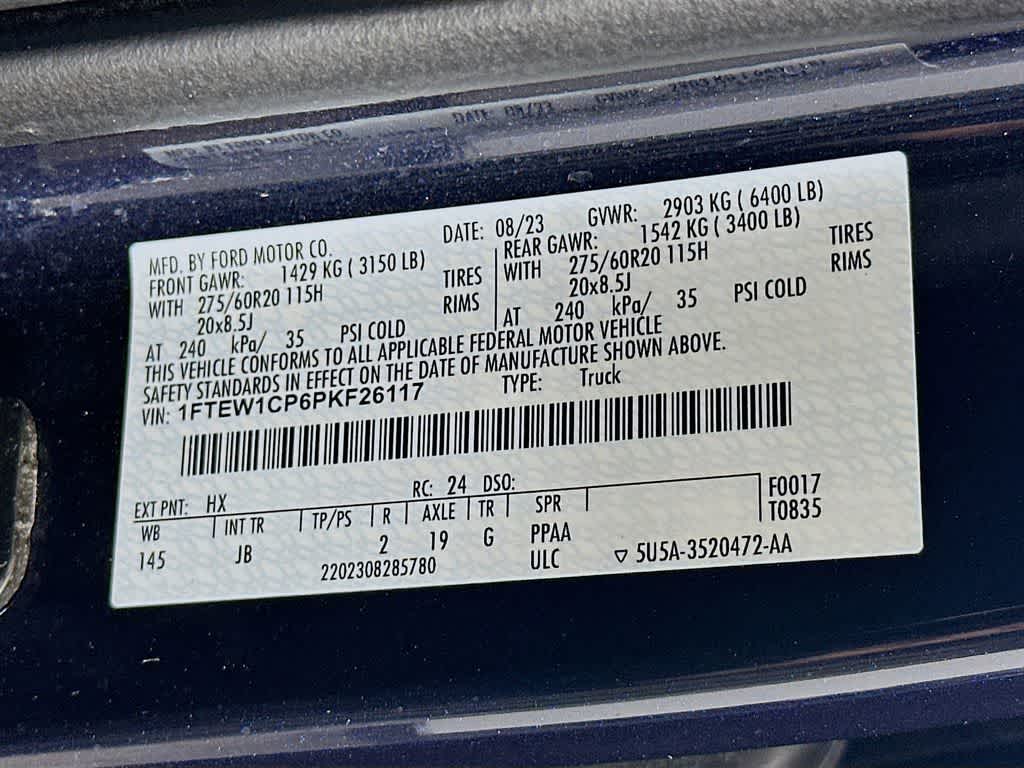 MFD. BY FORD MOTOR CO. DATE: 08/23 GVWR: 2903 KG ( 6400 LB)
FRONT GAWR: 1429 KG ( 3150 LB) REAR GAWR: 1542 KG ( 3400 LB)
WITH 275/60R20 115H TIRES WITH 275/60R20 115H TIRES
20x8.5J RIMS 20x8.5J RIMS
AT 240 kPa/ 35 PSI COLD AT 240 kPa/ 35 PSI COLD
THIS VEHICLE CONFORMS TO ALL APPLICABLE FEDERAL MOTOR VEHICLE
SAFETY STANDARDS IN EFFECT ON THE DATE OF MANUFACTURE SHOWN ABOVE.
VIN: 1FTEW1CP6PKF26117 TYPE: Truck
EXT PNT: HX RC: 24 DSO: F0017
WB INT TR TP/PS R AXLE TR SPR T0835
145 JB 2 19 G PPAA
2202308285780 ULC 5U5A-3520472-AA